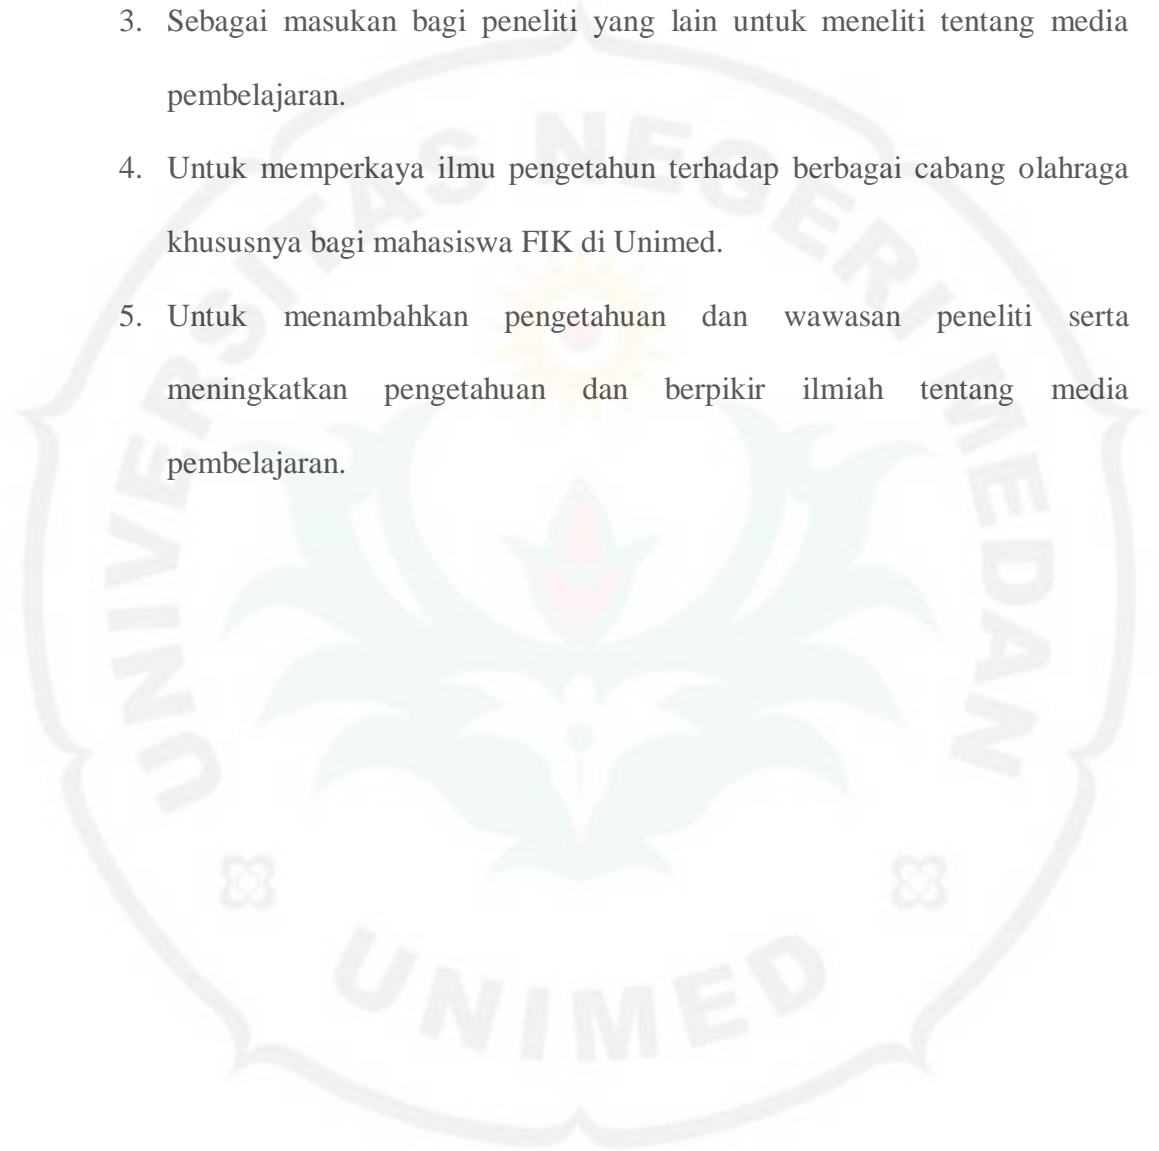 3. Sebagai masukan bagi peneliti yang lain untuk meneliti tentang media
pembelajaran.
4. Untuk memperkaya ilmu pengetahun terhadap berbagai cabang olahraga
khususnya bagi mahasiswa FIK di Unimed.
5. Untuk menambahkan pengetahuan dan wawasan peneliti serta
meningkatkan pengetahuan dan berpikir ilmiah tentang media
pembelajaran.
UNIVERSITAS NEGERI MEDAN
UNIMED